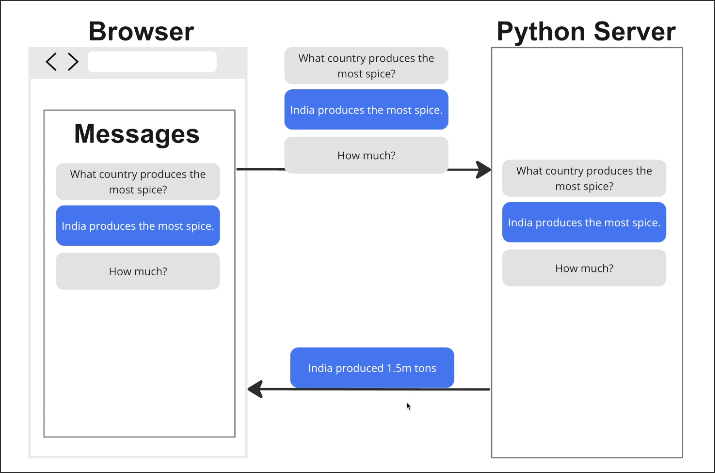 Browser
Python Server
What country produces the
most spice?
India produces the most spice.
How much?
Messages
What country produces the
most spice?
India produces the most spice.
How much?
What country produces the
most spice?
India produces the most spice.
How much?
India produced 1.5m tons